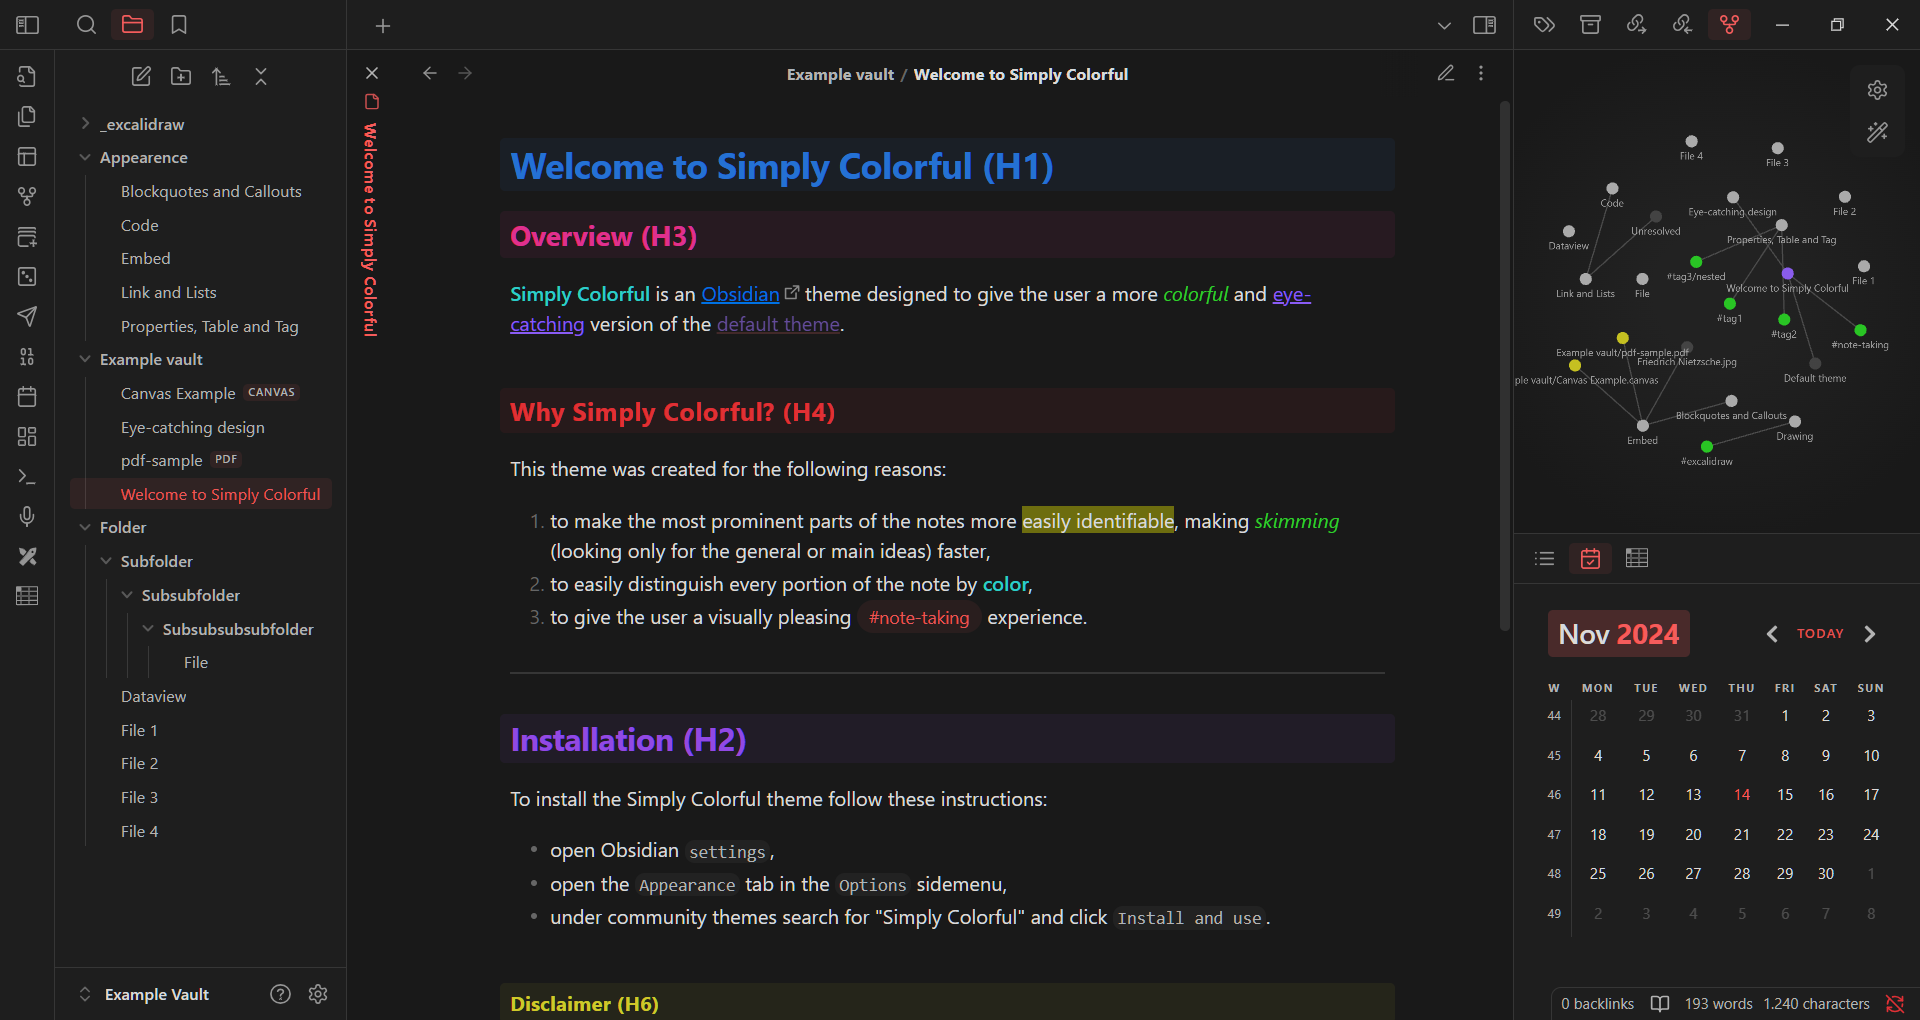 _excalidraw
Appearence
Blockquotes and Callouts
Code
Embed
Link and Lists
Properties, Table and Tag
Example vault
Canvas Example CANVAS
Eye-catching design
pdf-sample PDF
Welcome to Simply Colorful
Folder
Subfolder
Subsubfolder
Subsubsubsubfolder
File
Dataview
File 1
File 2
File 3
File 4
Example Vault
Welcome to Simply Colorful
Example vault / Welcome to Simply Colorful
Welcome to Simply Colorful (H1)
Overview (H3)
Simply Colorful is an Obsidian theme designed to give the user a more colorful and eye-
catching version of the default theme.
Why Simply Colorful? (H4)
This theme was created for the following reasons:
1. to make the most prominent parts of the notes more easily identifiable, making skimming
(looking only for the general or main ideas) faster,
2. to easily distinguish every portion of the note by color,
3. to give the user a visually pleasing #note-taking experience.
Installation (H2)
To install the Simply Colorful theme follow these instructions:
• open Obsidian settings,
• open the Appearance tab in the Options sidemenu,
• under community themes search for "Simply Colorful" and click Install and use.
Disclaimer (H6)
File 4
File 3
Code
Eye-catching design
File 2
Unresolved
Dataview
Properties, Table and Tag
#tag3/nested
File 1
Link and Lists
File
Welcome to Simply Colorful
#tag1
#tag2
#note-taking
Example vault/pdf-sample.pdf
Friedrich Nietzsche.jpg
ple vault/Canvas Example.canvas
Default theme
Blockquotes and Callouts
Embed
Drawing
#excalidraw
Nov 2024
TODAY
W MON TUE WED THU FRI SAT SUN
44 28 29 30 31 1 2 3
45 4 5 6 7 8 9 10
46 11 12 13 14 15 16 17
47 18 19 20 21 22 23 24
48 25 26 27 28 29 30 1
49 2 3 4 5 6 7 8
0 backlinks 193 words 1.240 characters